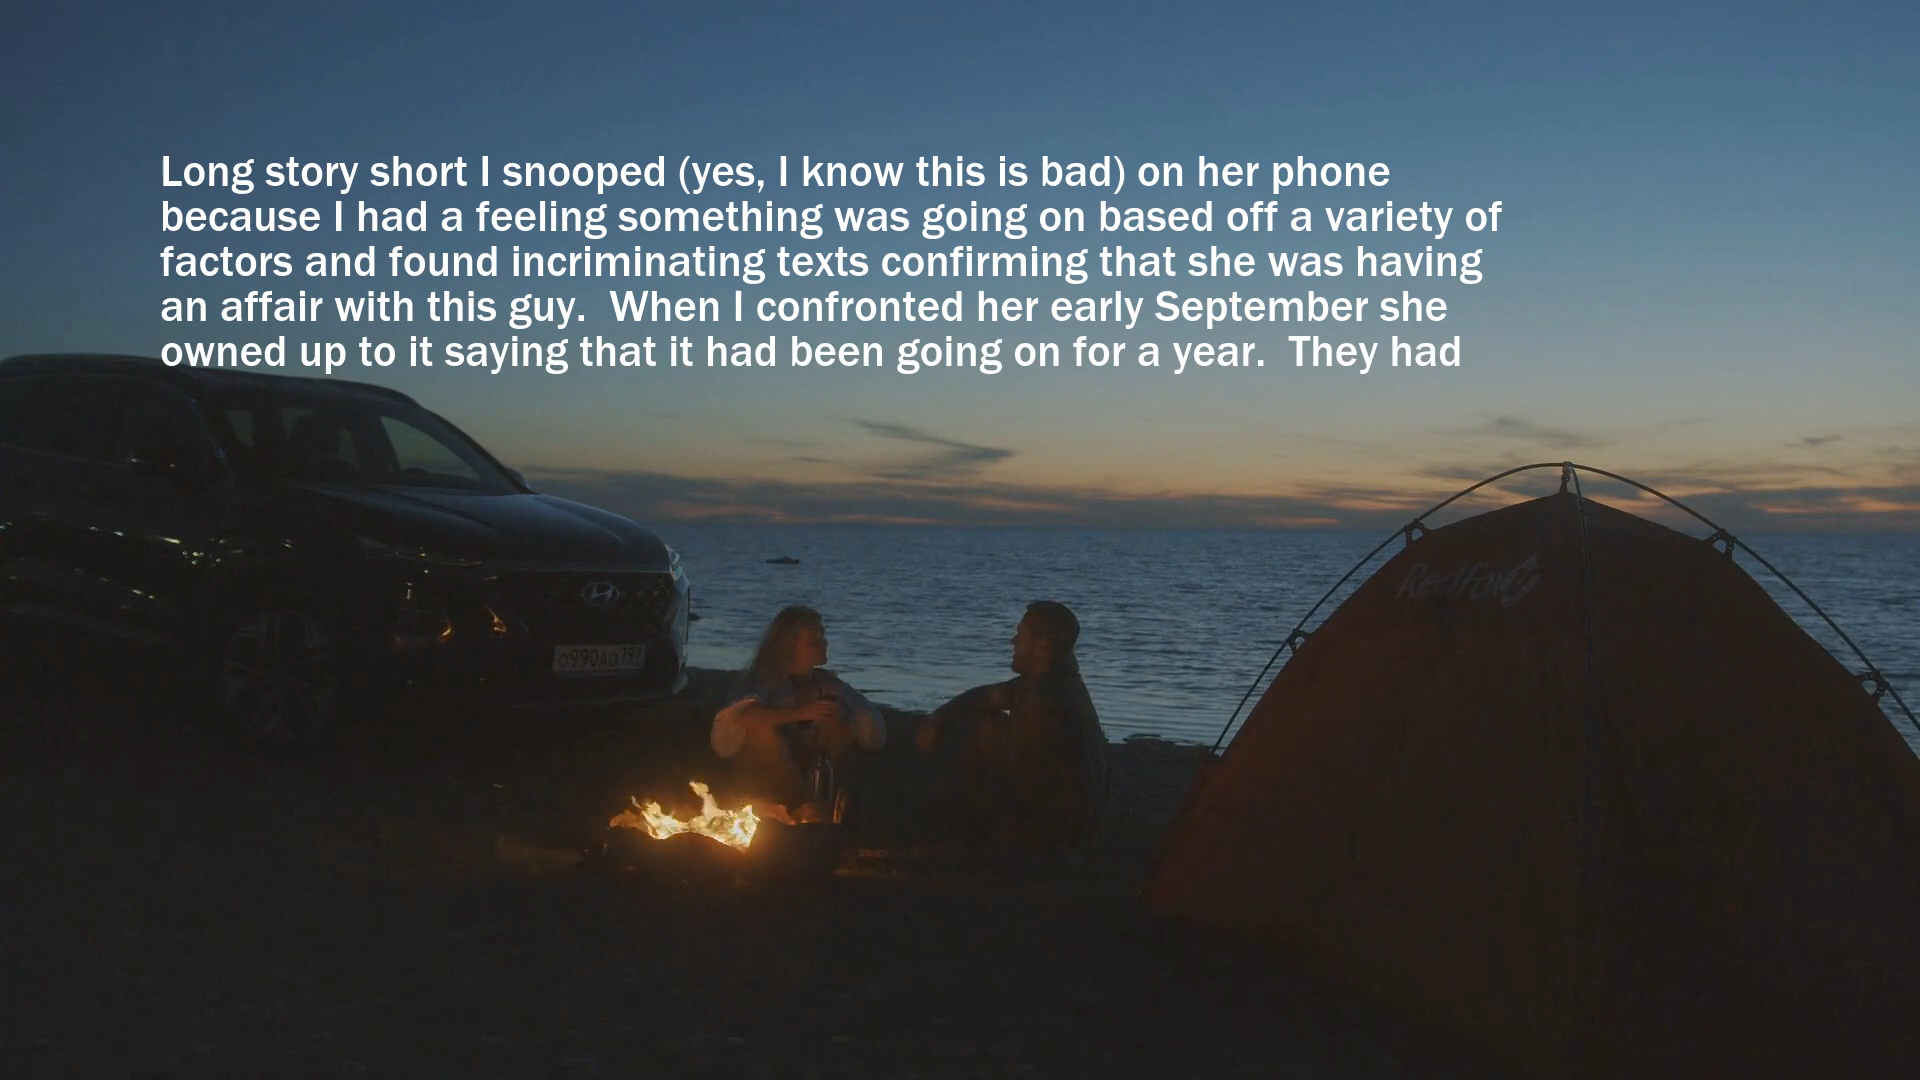 Long story short I snooped (yes, I know this is bad) on her phone
because I had a feeling something was going on based off a variety of
factors and found incriminating texts confirming that she was having
an affair with this guy.  When I confronted her early September she
owned up to it saying that it had been going on for a year.  They had
RedFox
О990АО 797